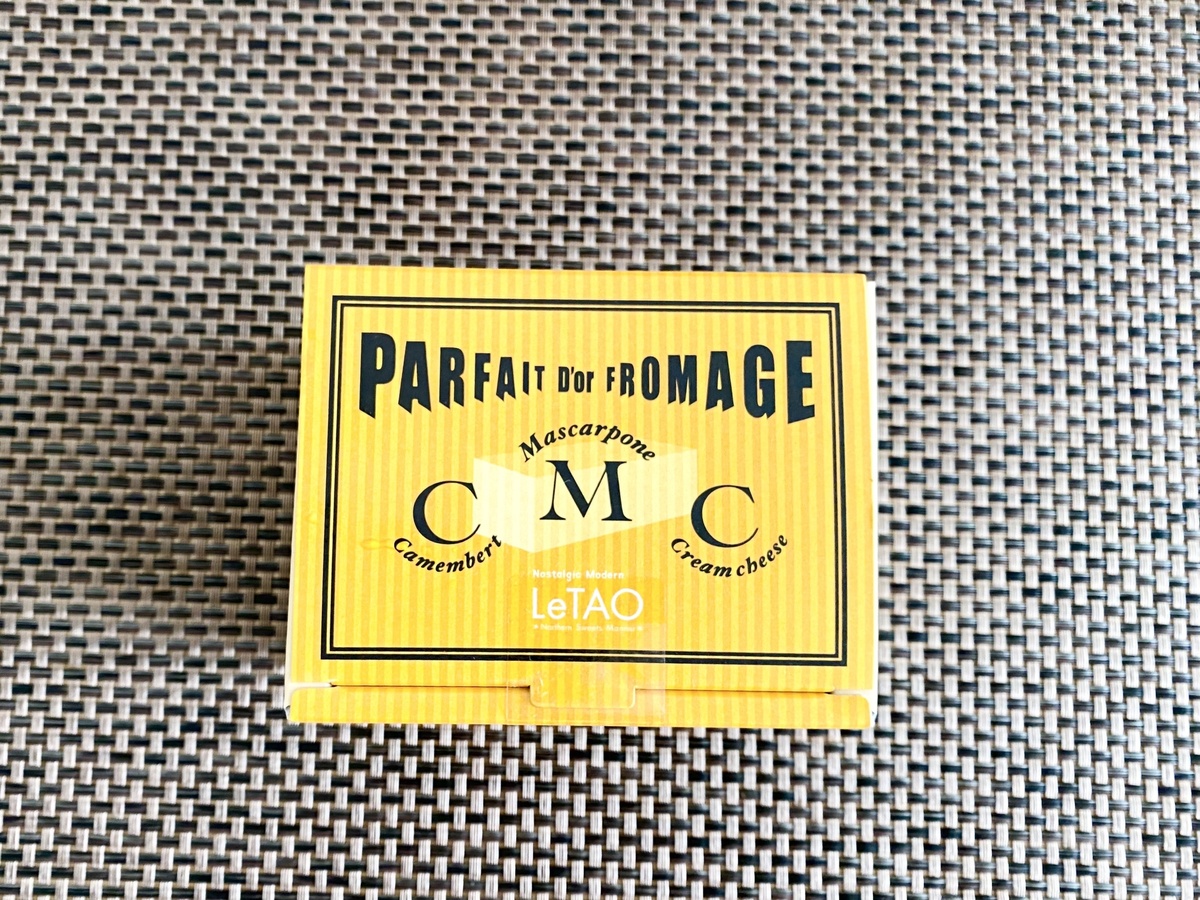 PARFAIT D'or FROMAGE
Mascarpone
C M C
Camembert
Cream cheese
Nostalgic Modern
LeTAO